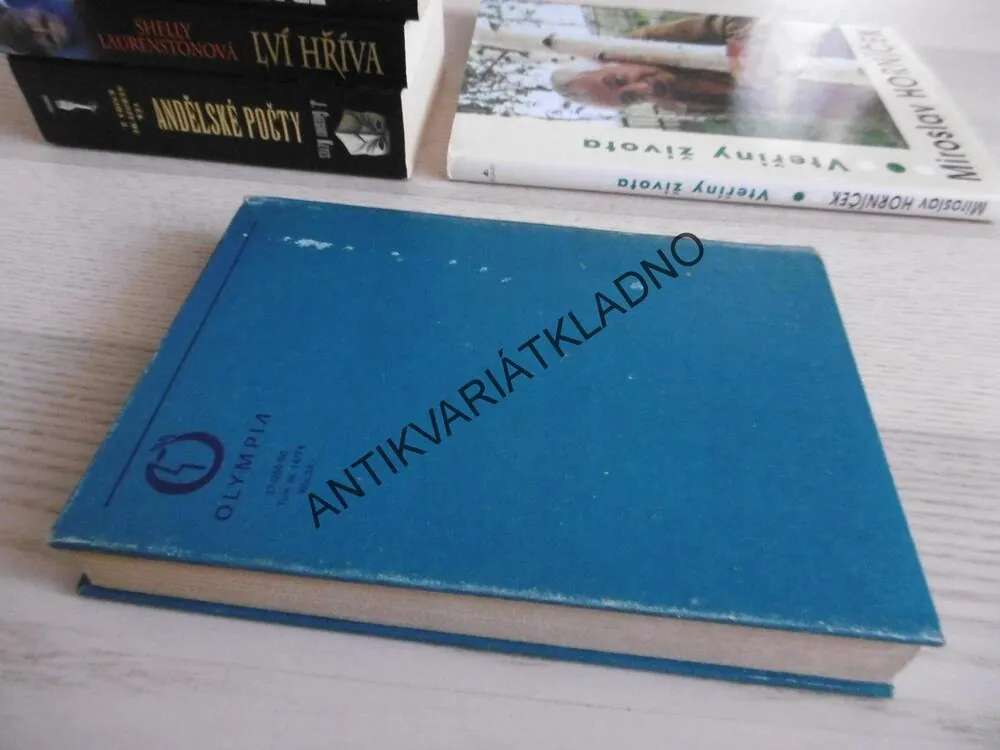 SHELLY
LAURENSTONOVÁ
LVÍ HŘÍVA
ANDĚLSKÉ POČTY
Miroslav HORNÍČEK
Vteřiny života
Miroslav HORNÍČEK
Vteřiny života
ANTIKVARIÁTKLADNO
OLYMPIA